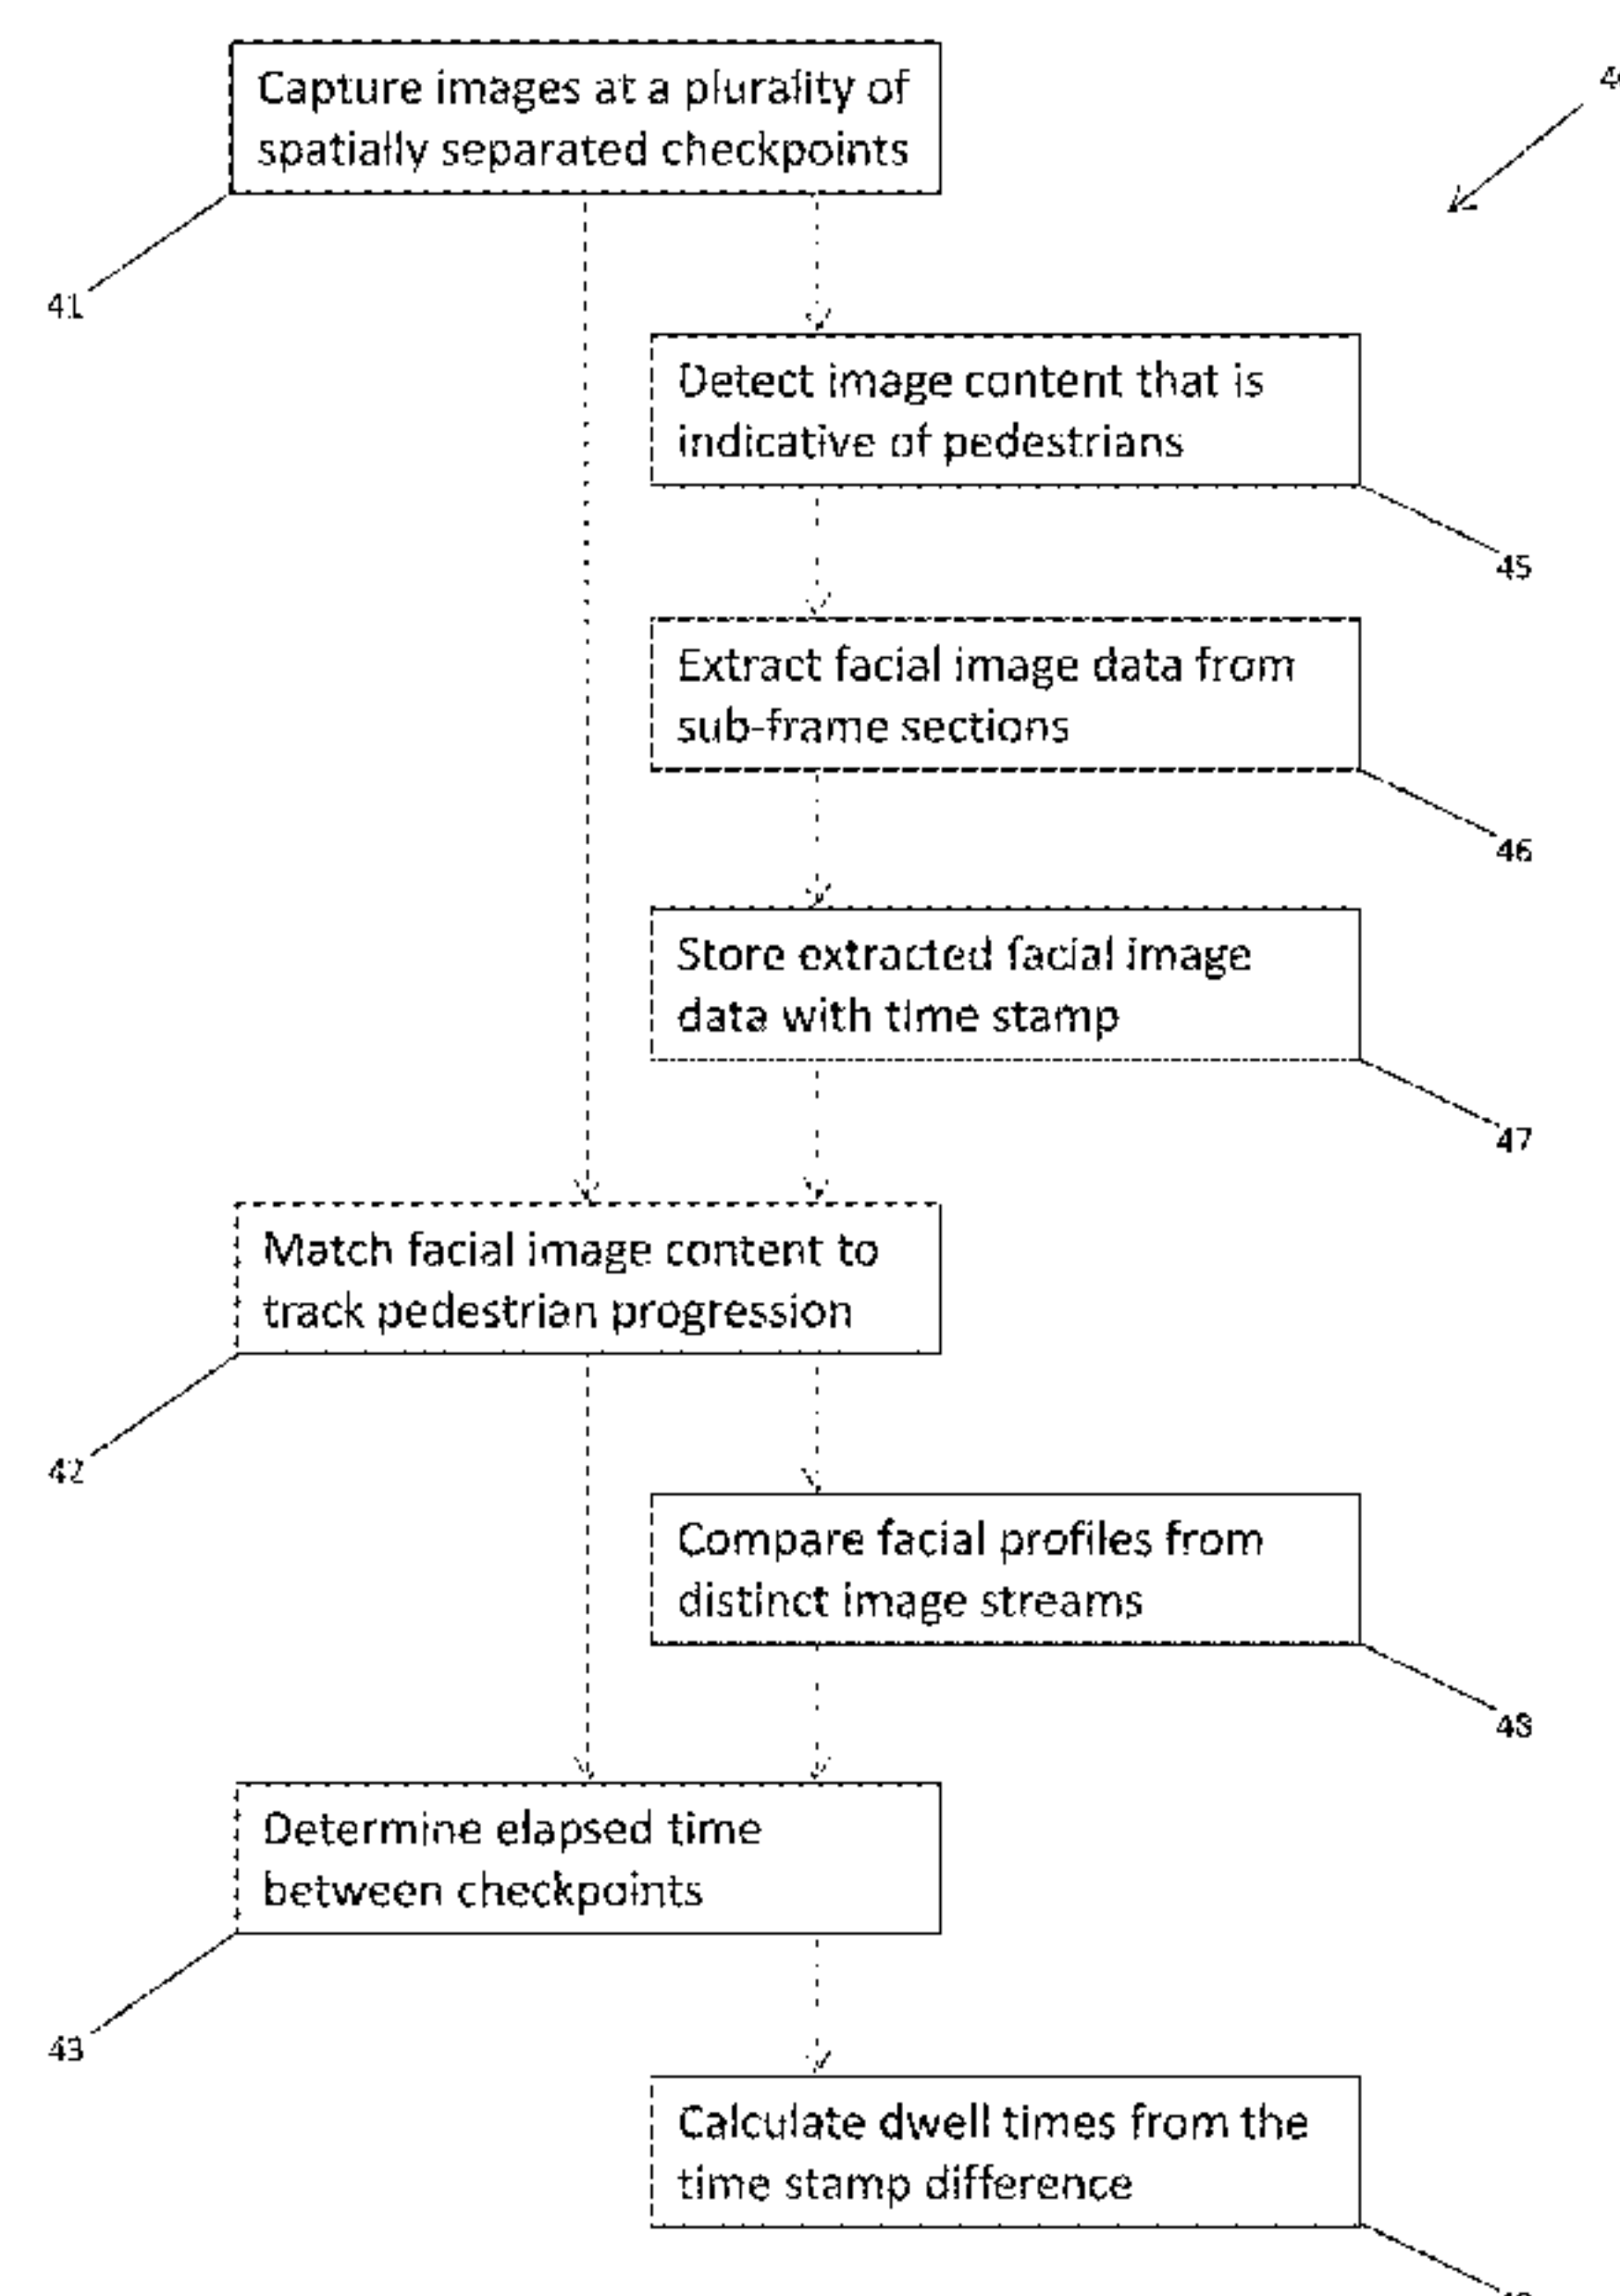 Capture images at a plurality of
spatially separated checkpoints
41
Detect image content that is
indicative of pedestrians
45
Extract facial image data from
sub-frame sections
46
Store extracted facial image
data with time stamp
47
Match facial image content to
track pedestrian progression
42
Compare facial profiles from
distinct image streams
48
Determine elapsed time
between checkpoints
43
Calculate dwell times from the
time stamp difference